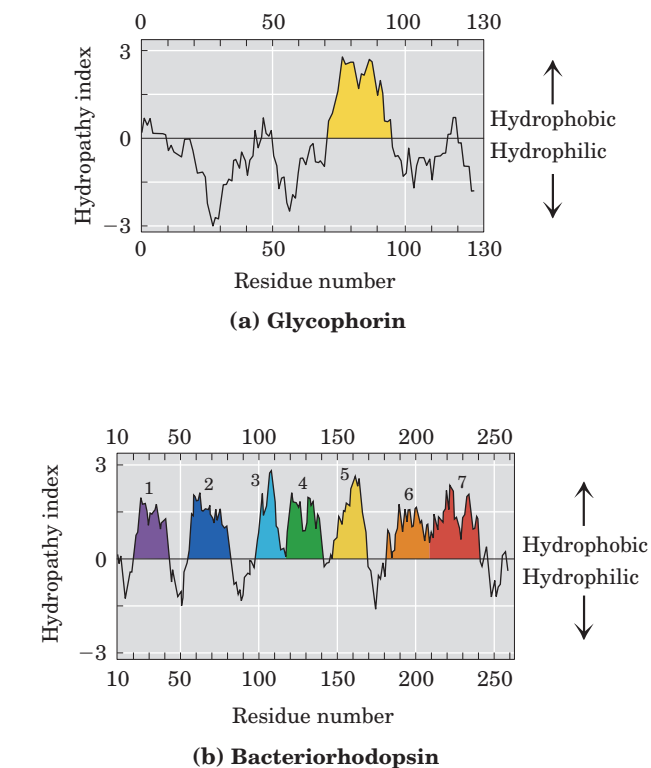 0 50 100 130
3
0
−3
Hydropathy index
Hydrophobic
Hydrophilic
0 50 100 130
Residue number
(a) Glycophorin
10 50 100 150 200 250
3
0
−3
Hydropathy index
1 2 3 4 5 6 7
Hydrophobic
Hydrophilic
10 50 100 150 200 250
Residue number
(b) Bacteriorhodopsin